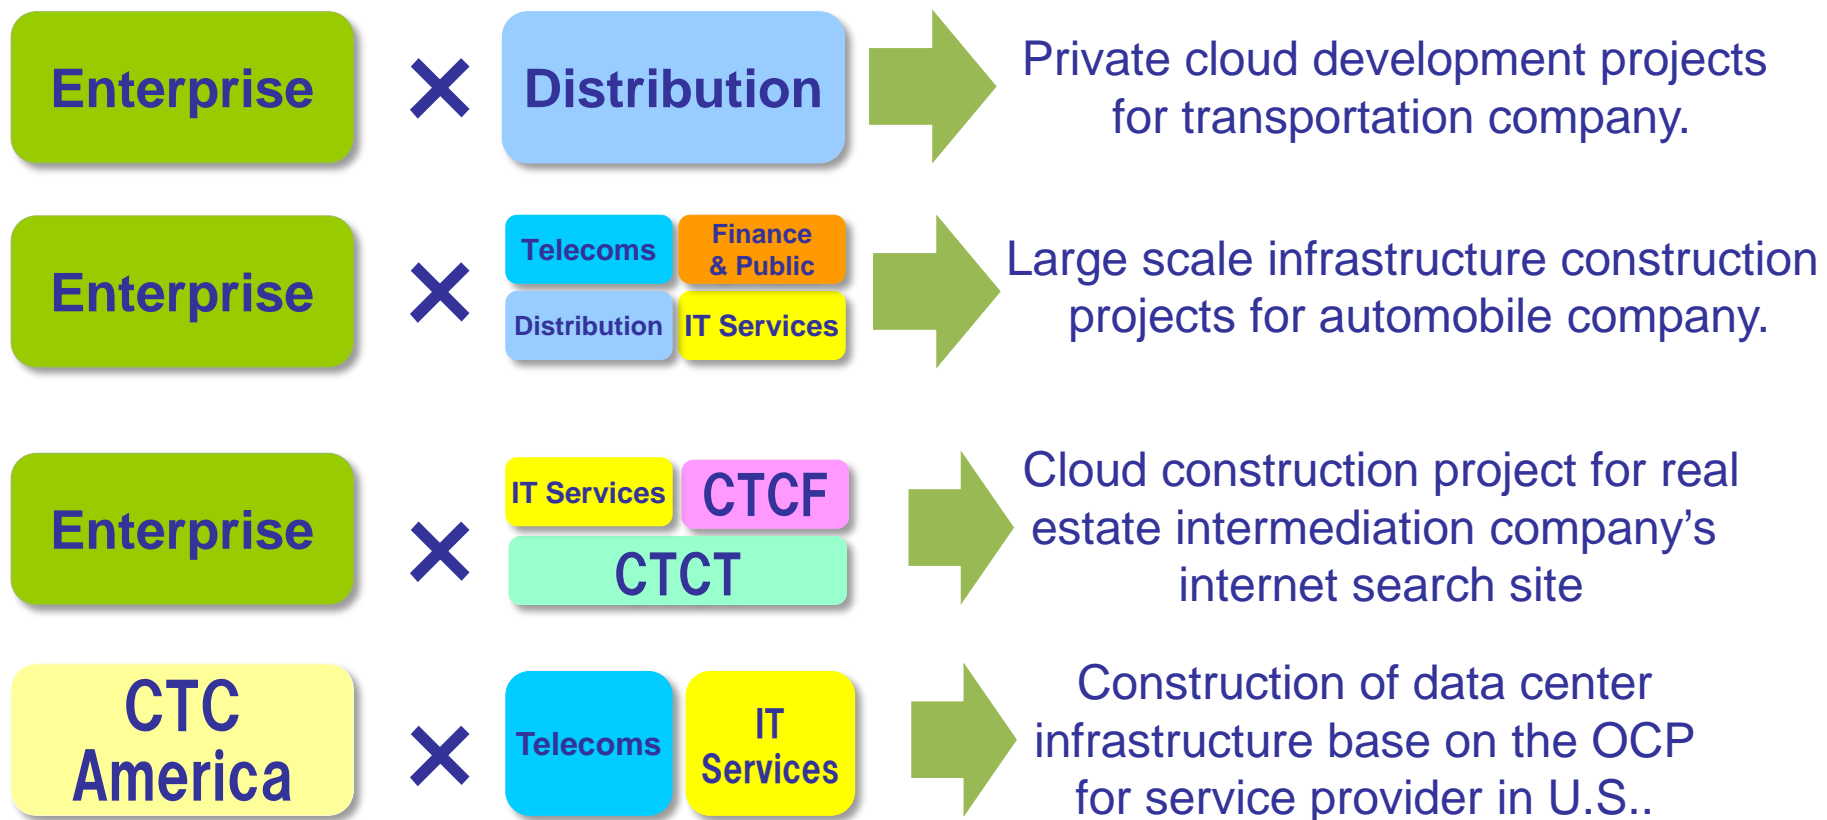 Enterprise
×
Distribution
Private cloud development projects
for transportation company.
Enterprise
×
Telecoms
Finance
& Public
Distribution
IT Services
Large scale infrastructure construction
projects for automobile company.
Enterprise
×
IT Services
CTCF
CTCT
Cloud construction project for real
estate intermediation company’s
internet search site
CTC
America
×
Telecoms
IT
Services
Construction of data center
infrastructure base on the OCP
for service provider in U.S..